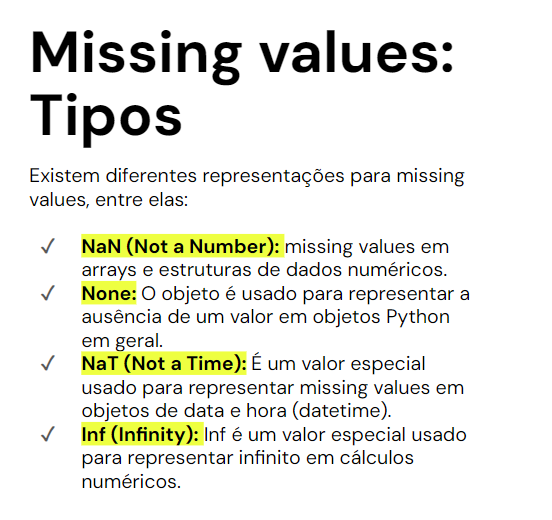 Missing values:
Tipos
Existem diferentes representações para missing
values, entre elas:
✓ NaN (Not a Number): missing values em
arrays e estruturas de dados numéricos.
✓ None: O objeto é usado para representar a
ausência de um valor em objetos Python
em geral.
✓ NaT (Not a Time): É um valor especial
usado para representar missing values em
objetos de data e hora (datetime).
✓ Inf (Infinity): Inf é um valor especial usado
para representar infinito em cálculos
numéricos.